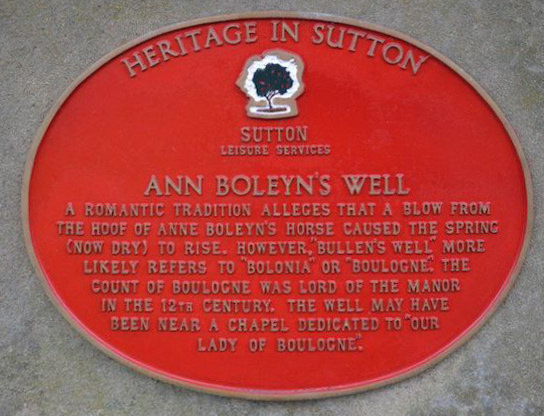 HERITAGE IN SUTTON
SUTTON
LEISURE SERVICES
ANN BOLEYN'S WELL
A ROMANTIC TRADITION ALLEGES THAT A BLOW FROM
THE HOOF OF ANNE BOLEYN'S HORSE CAUSED THE SPRING
(NOW DRY) TO RISE. HOWEVER, "BULLEN'S WELL" MORE
LIKELY REFERS TO "BOLONIA" OR "BOULOGNE". THE
COUNT OF BOULOGNE WAS LORD OF THE MANOR
IN THE 12TH CENTURY. THE WELL MAY HAVE
BEEN NEAR A CHAPEL DEDICATED TO "OUR
LADY OF BOULOGNE".